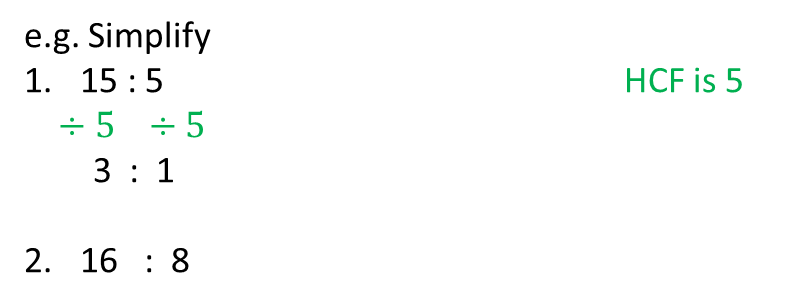 e.g. Simplify
1. 15 : 5 HCF is 5
÷ 5 ÷ 5
3 : 1
2. 16 : 8